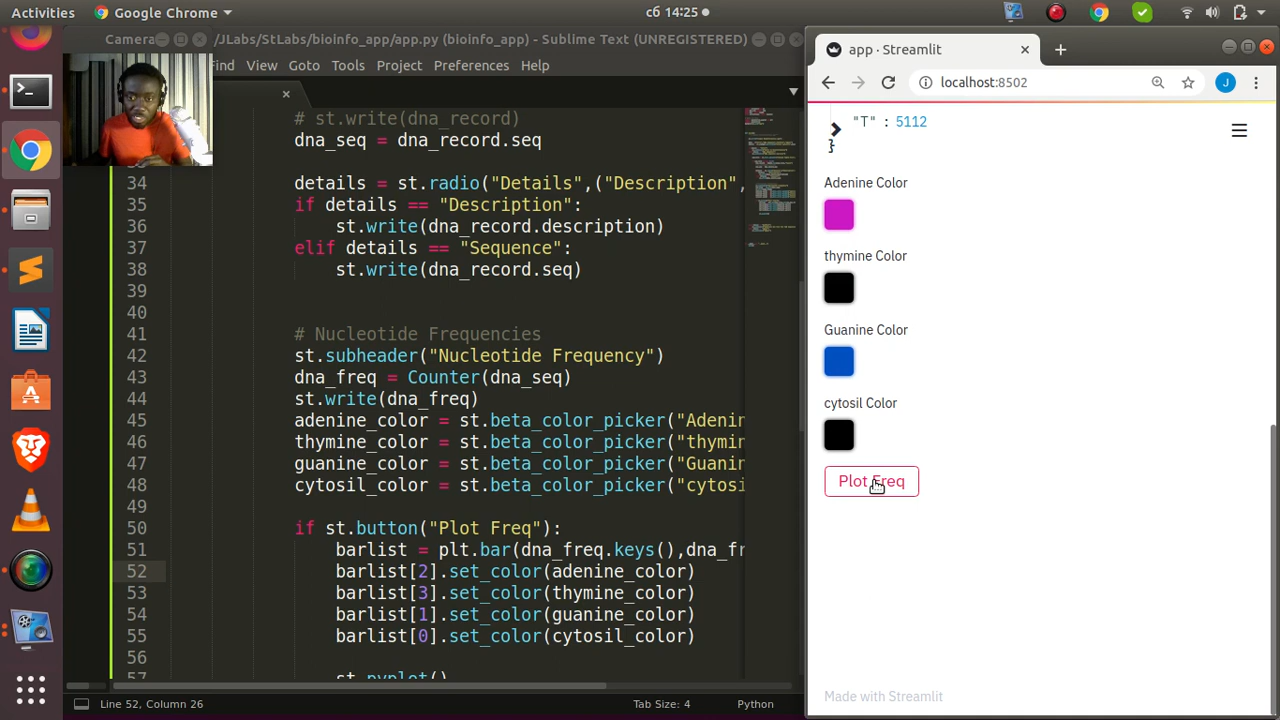 Activities
Google Chrome
сб 14:25
Camera
/JLabs/StLabs/bioinfo_app/app.py (bioinfo_app) - Sublime Text (UNREGISTERED)
Find View Goto Tools Project Preferences Help
# st.write(dna_record)
dna_seq = dna_record.seq
34 details = st.radio("Details",("Description",
35 if details == "Description":
36 st.write(dna_record.description)
37 elif details == "Sequence":
38 st.write(dna_record.seq)
39
40
41 # Nucleotide Frequencies
42 st.subheader("Nucleotide Frequency")
43 dna_freq = Counter(dna_seq)
44 st.write(dna_freq)
45 adenine_color = st.beta_color_picker("Adenin
46 thymine_color = st.beta_color_picker("thymin
47 guanine_color = st.beta_color_picker("Guanin
48 cytosil_color = st.beta_color_picker("cytosi
49
50 if st.button("Plot Freq"):
51 barlist = plt.bar(dna_freq.keys(),dna_fr
52 barlist[2].set_color(adenine_color)
53 barlist[3].set_color(thymine_color)
54 barlist[1].set_color(guanine_color)
55 barlist[0].set_color(cytosil_color)
56
57 st.pyplot()
Line 52, Column 26
Tab Size: 4
Python
app · Streamlit
localhost:8502
J
"T" : 5112
}
Adenine Color
thymine Color
Guanine Color
cytosil Color
Plot Freq
Made with Streamlit